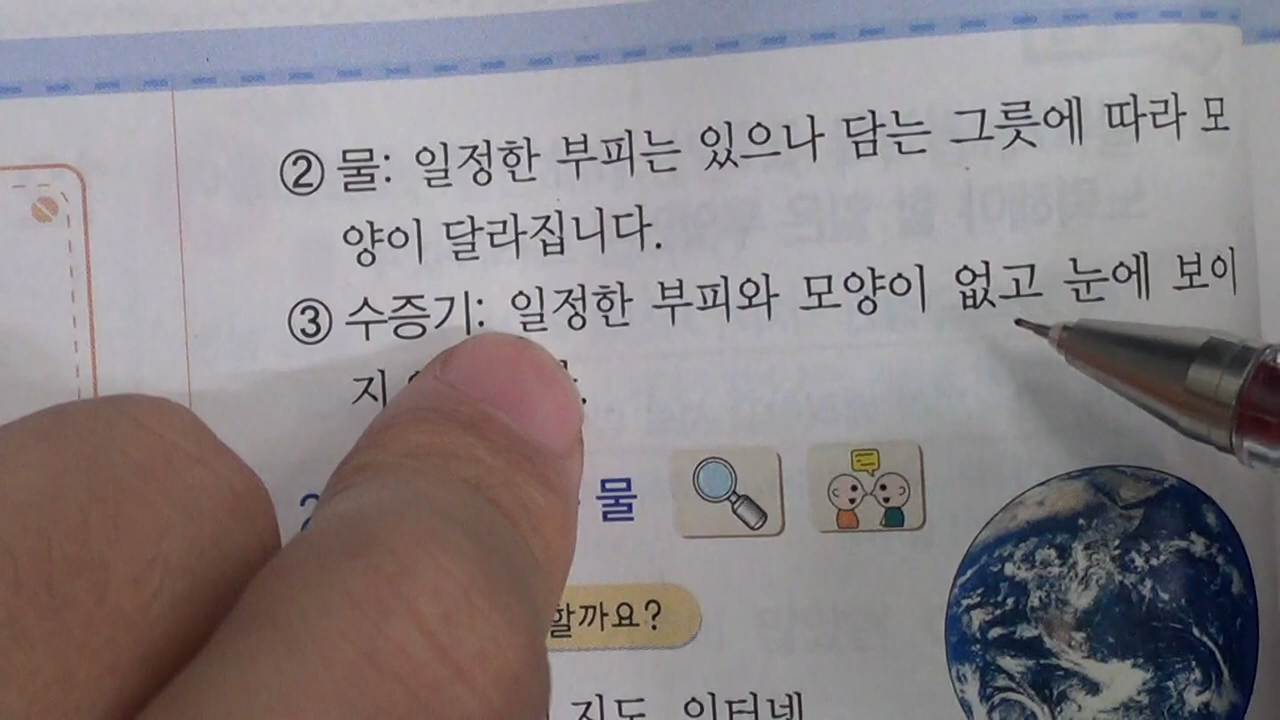 ② 물: 일정한 부피는 있으나 담는 그릇에 따라 모
양이 달라집니다.
③ 수증기: 일정한 부피와 모양이 없고 눈에 보이
지
물
할까요?
지도, 인터넷